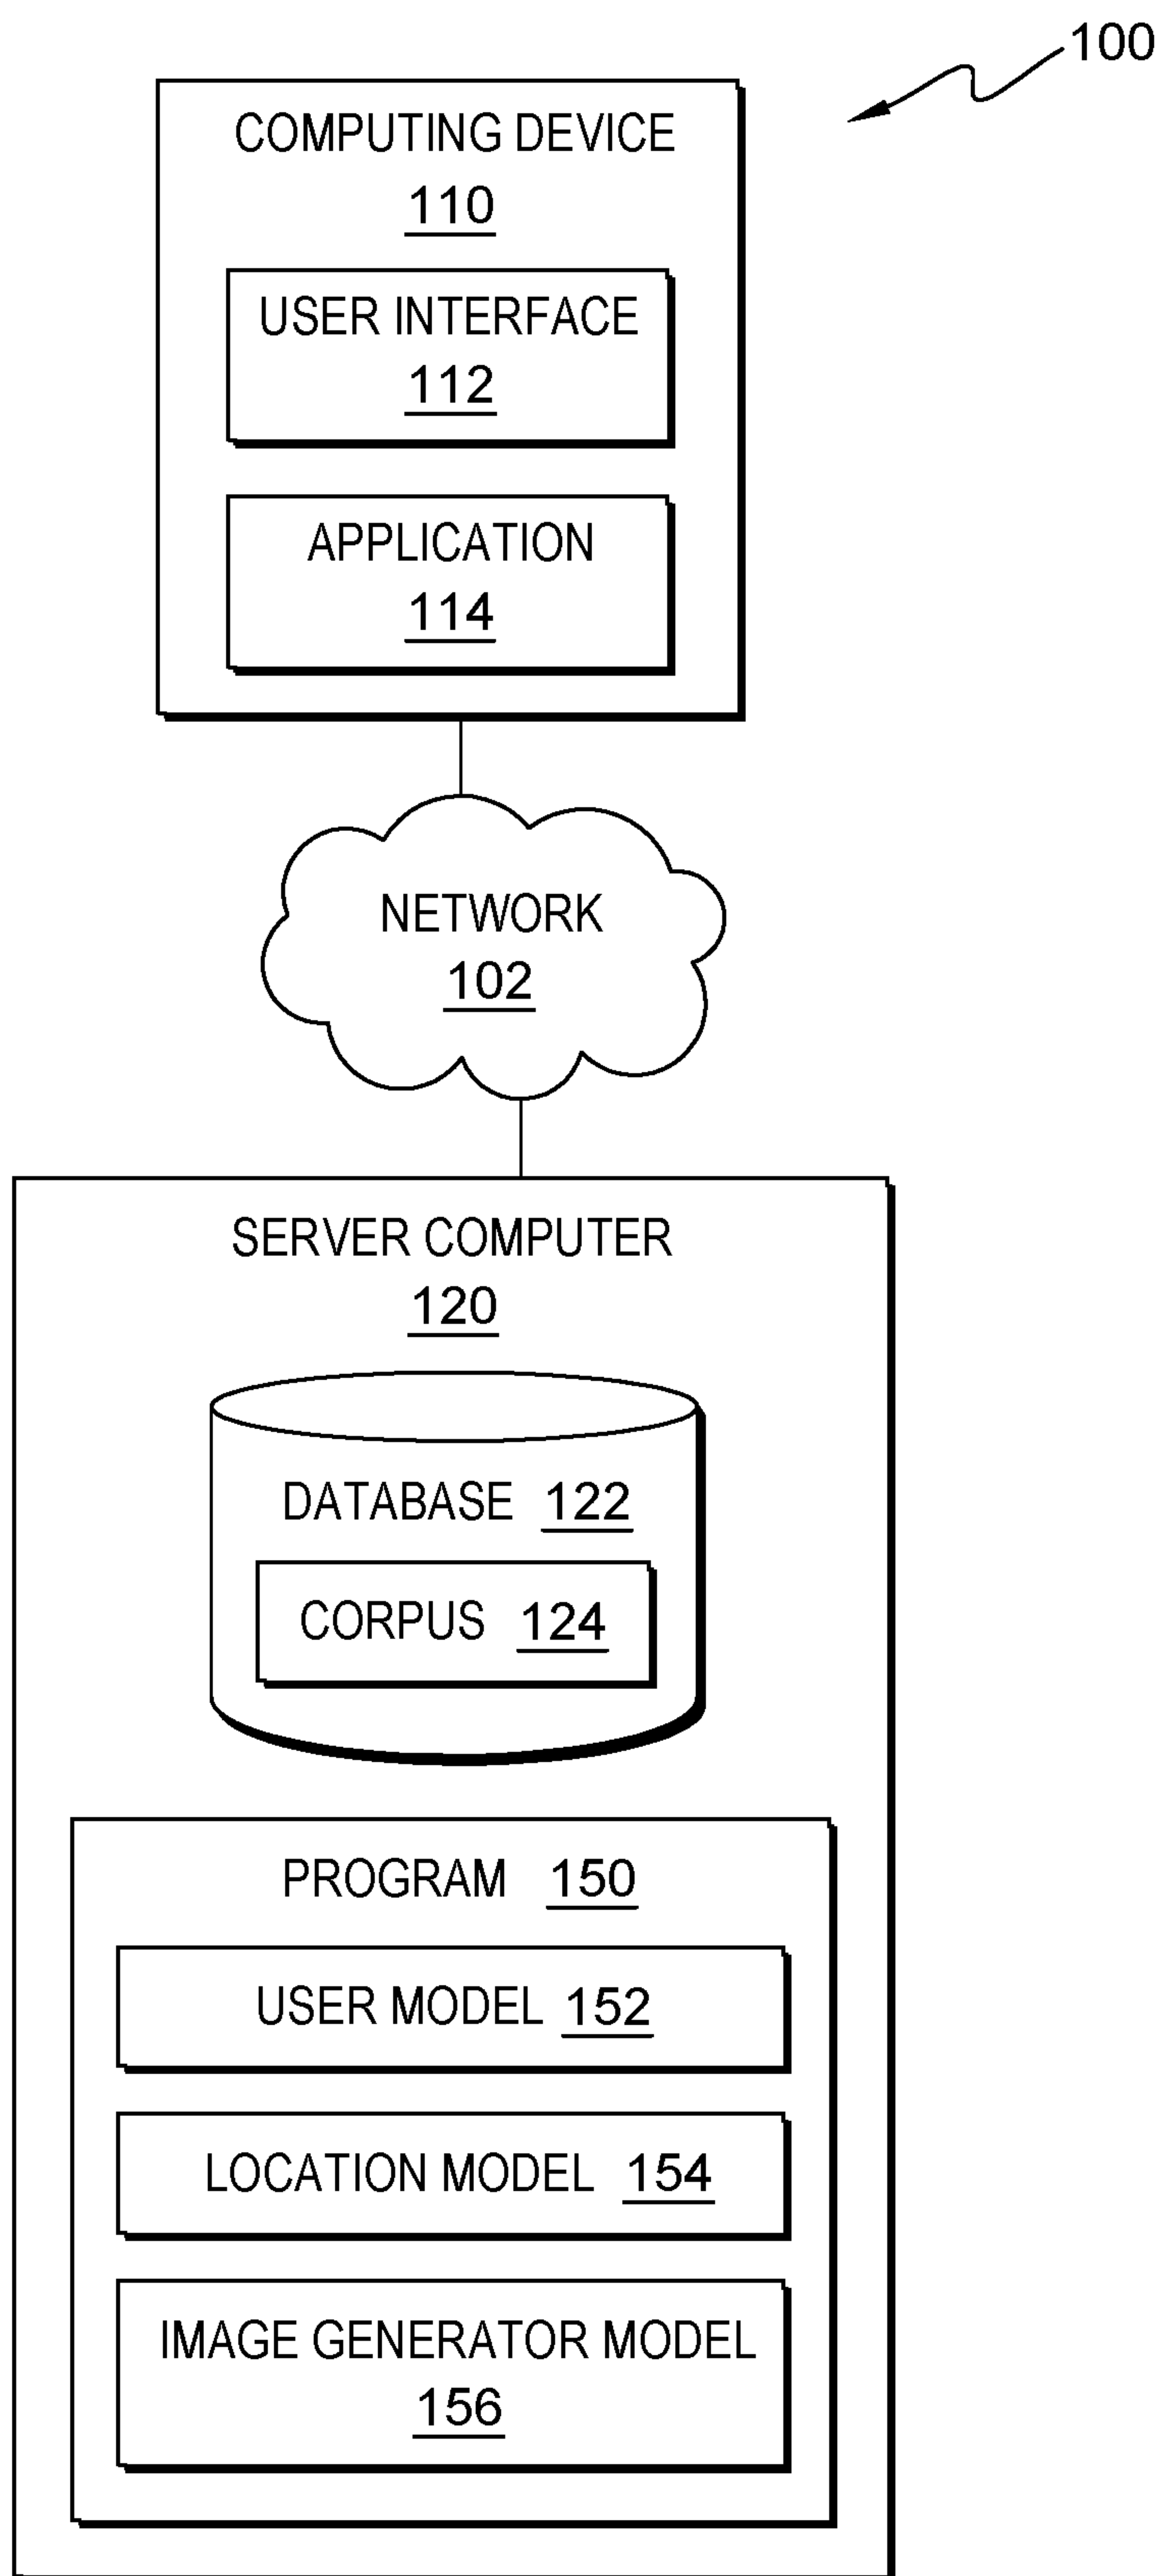 100
COMPUTING DEVICE
110
USER INTERFACE
112
APPLICATION
114
NETWORK
102
SERVER COMPUTER
120
DATABASE 122
CORPUS 124
PROGRAM 150
USER MODEL 152
LOCATION MODEL 154
IMAGE GENERATOR MODEL
156